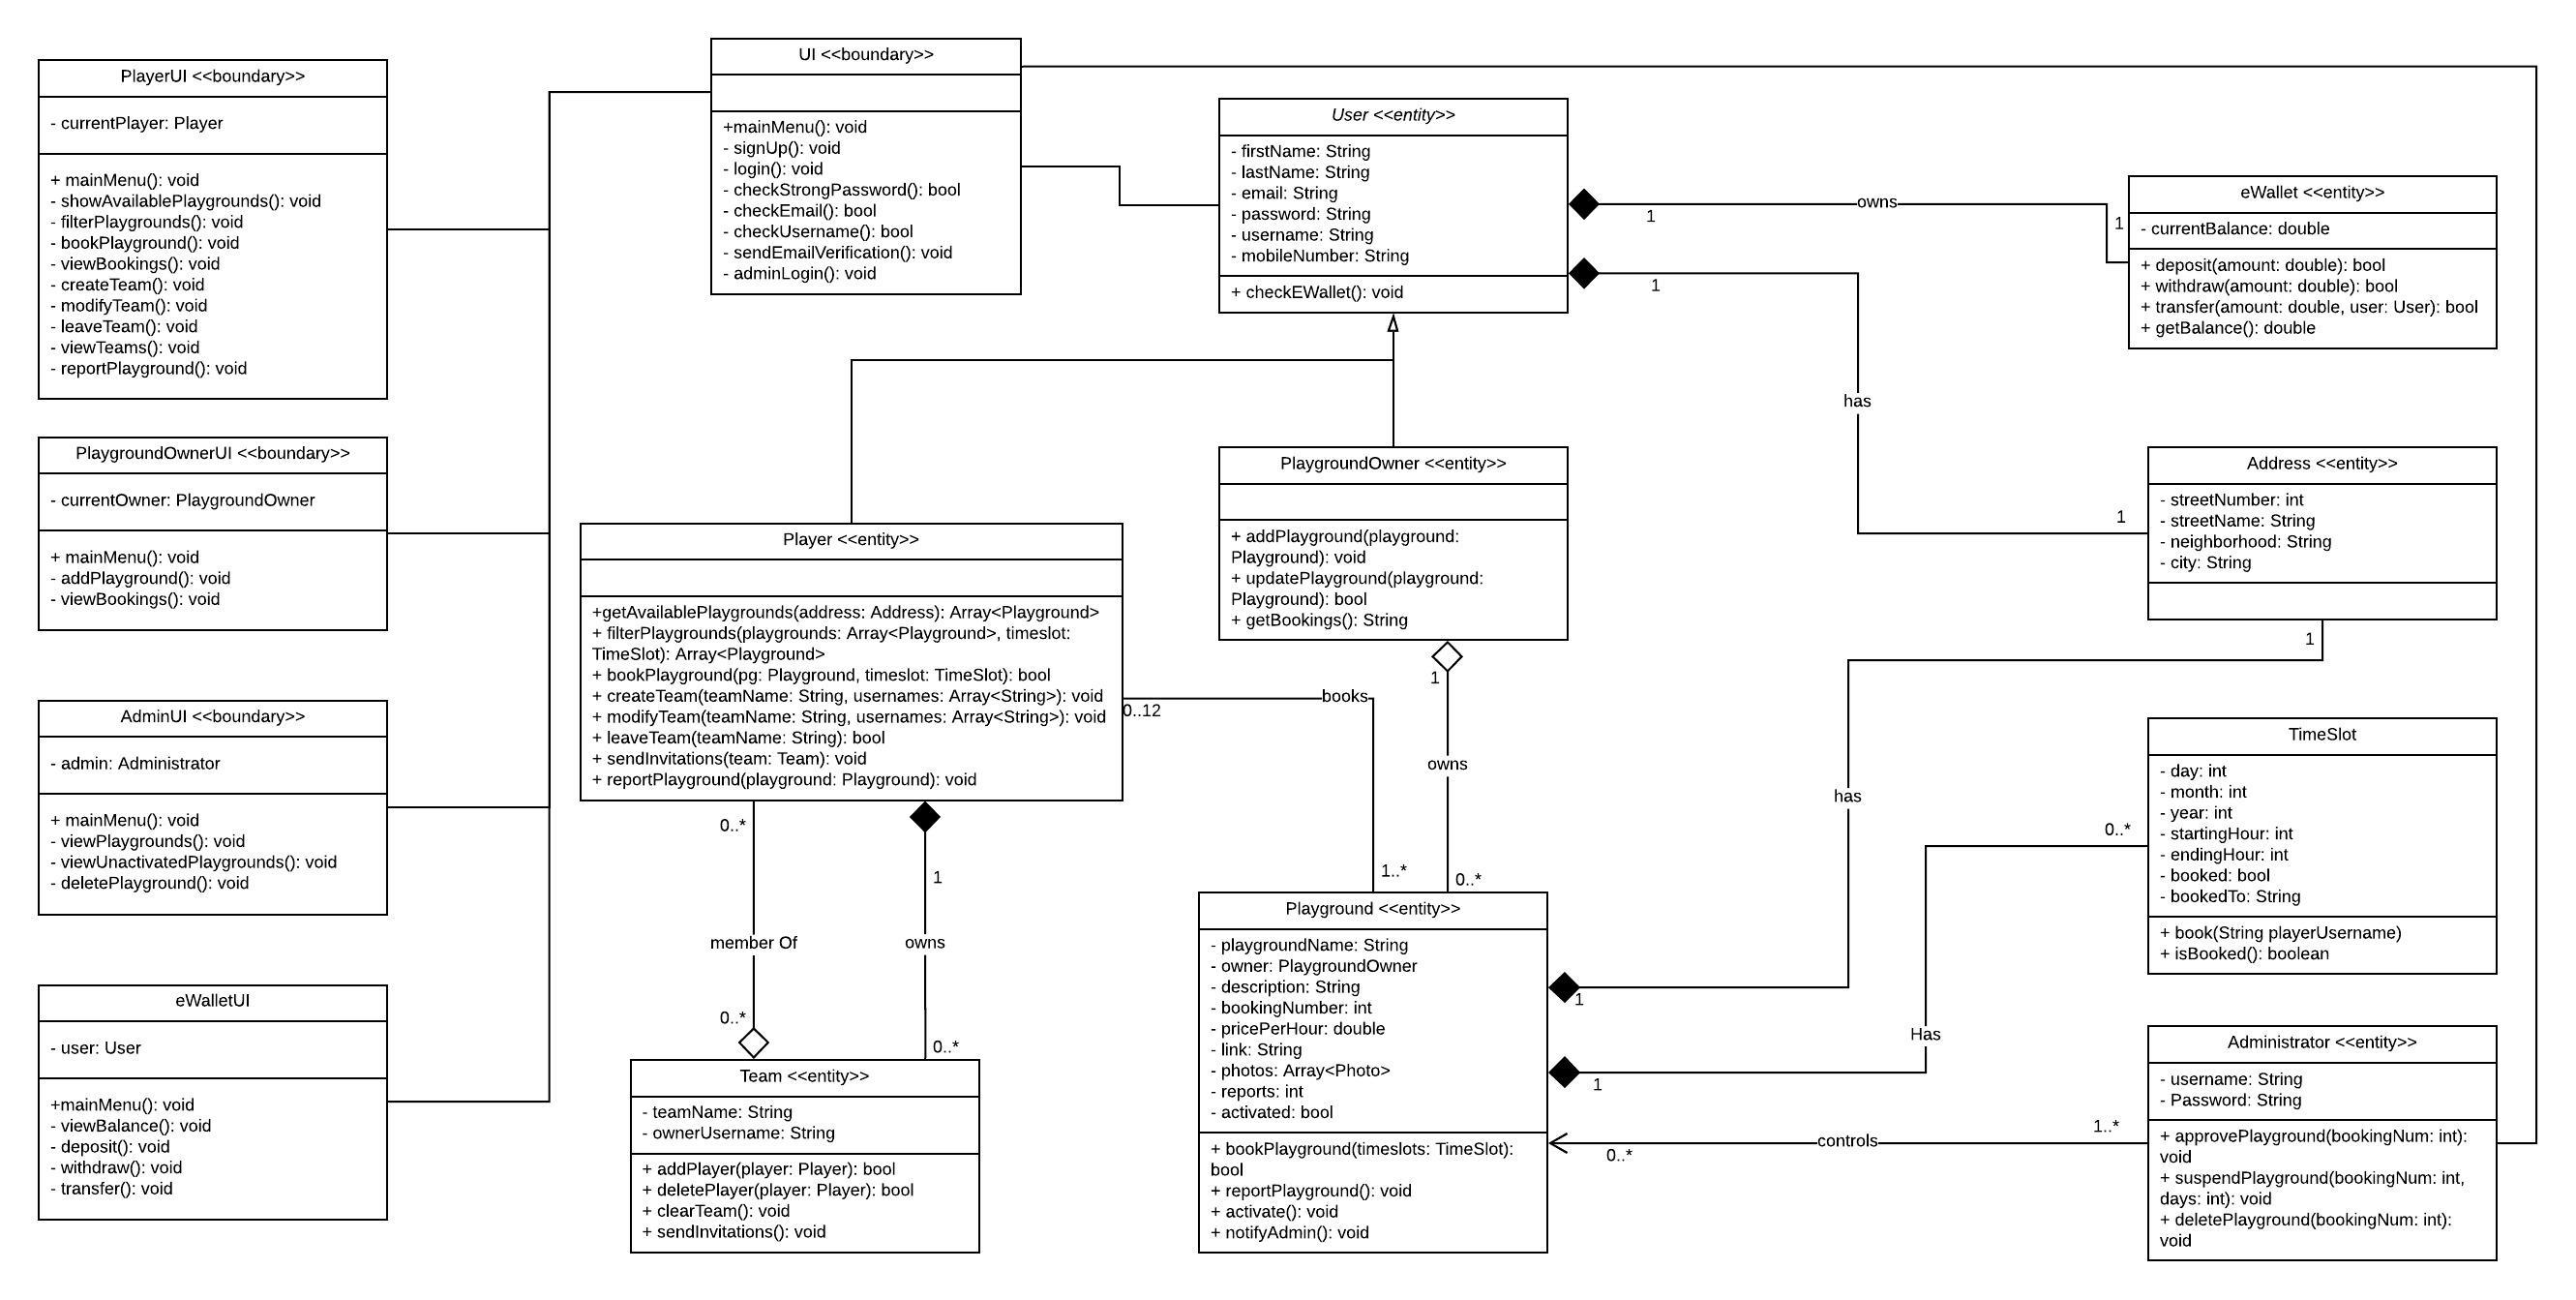 PlayerUI <<boundary>>
- currentPlayer: Player
+ mainMenu(): void
- showAvailablePlaygrounds(): void
- filterPlaygrounds(): void
- bookPlayground(): void
- viewBookings(): void
- createTeam(): void
- modifyTeam(): void
- leaveTeam(): void
- viewTeams(): void
- reportPlayground(): void
PlaygroundOwnerUI <<boundary>>
- currentOwner: PlaygroundOwner
+ mainMenu(): void
- addPlayground(): void
- viewBookings(): void
AdminUI <<boundary>>
- admin: Administrator
+ mainMenu(): void
- viewPlaygrounds(): void
- viewUnactivatedPlaygrounds(): void
- deletePlayground(): void
eWalletUI
- user: User
+mainMenu(): void
- viewBalance(): void
- deposit(): void
- withdraw(): void
- transfer(): void
UI <<boundary>>
+mainMenu(): void
- signUp(): void
- login(): void
- checkStrongPassword(): bool
- checkEmail(): bool
- checkUsername(): bool
- sendEmailVerification(): void
- adminLogin(): void
User <<entity>>
- firstName: String
- lastName: String
- email: String
- password: String
- username: String
- mobileNumber: String
+ checkEWallet(): void
1
owns
1
1
has
1
eWallet <<entity>>
- currentBalance: double
+ deposit(amount: double): bool
+ withdraw(amount: double): bool
+ transfer(amount: double, user: User): bool
+ getBalance(): double
Player <<entity>>
+getAvailablePlaygrounds(address: Address): Array<Playground>
+ filterPlaygrounds(playgrounds: Array<Playground>, timeslot:
TimeSlot): Array<Playground>
+ bookPlayground(pg: Playground, timeslot: TimeSlot): bool
+ createTeam(teamName: String, usernames: Array<String>): void
+ modifyTeam(teamName: String, usernames: Array<String>): void
+ leaveTeam(teamName: String): bool
+ sendInvitations(team: Team): void
+ reportPlayground(playground: Playground): void
PlaygroundOwner <<entity>>
+ addPlayground(playground:
Playground): void
+ updatePlayground(playground:
Playground): bool
+ getBookings(): String
Address <<entity>>
- streetNumber: int
- streetName: String
- neighborhood: String
- city: String
0..12
books
1..*
1
owns
0..*
0..*
member Of
0..*
1
owns
0..*
1
has
1
0..*
Has
1
TimeSlot
- day: int
- month: int
- year: int
- startingHour: int
- endingHour: int
- booked: bool
- bookedTo: String
+ book(String playerUsername)
+ isBooked(): boolean
Team <<entity>>
- teamName: String
- ownerUsername: String
+ addPlayer(player: Player): bool
+ deletePlayer(player: Player): bool
+ clearTeam(): void
+ sendInvitations(): void
Playground <<entity>>
- playgroundName: String
- owner: PlaygroundOwner
- description: String
- bookingNumber: int
- pricePerHour: double
- link: String
- photos: Array<Photo>
- reports: int
- activated: bool
+ bookPlayground(timeslots: TimeSlot):
bool
+ reportPlayground(): void
+ activate(): void
+ notifyAdmin(): void
0..*
controls
1..*
Administrator <<entity>>
- username: String
- Password: String
+ approvePlayground(bookingNum: int):
void
+ suspendPlayground(bookingNum: int,
days: int): void
+ deletePlayground(bookingNum: int):
void